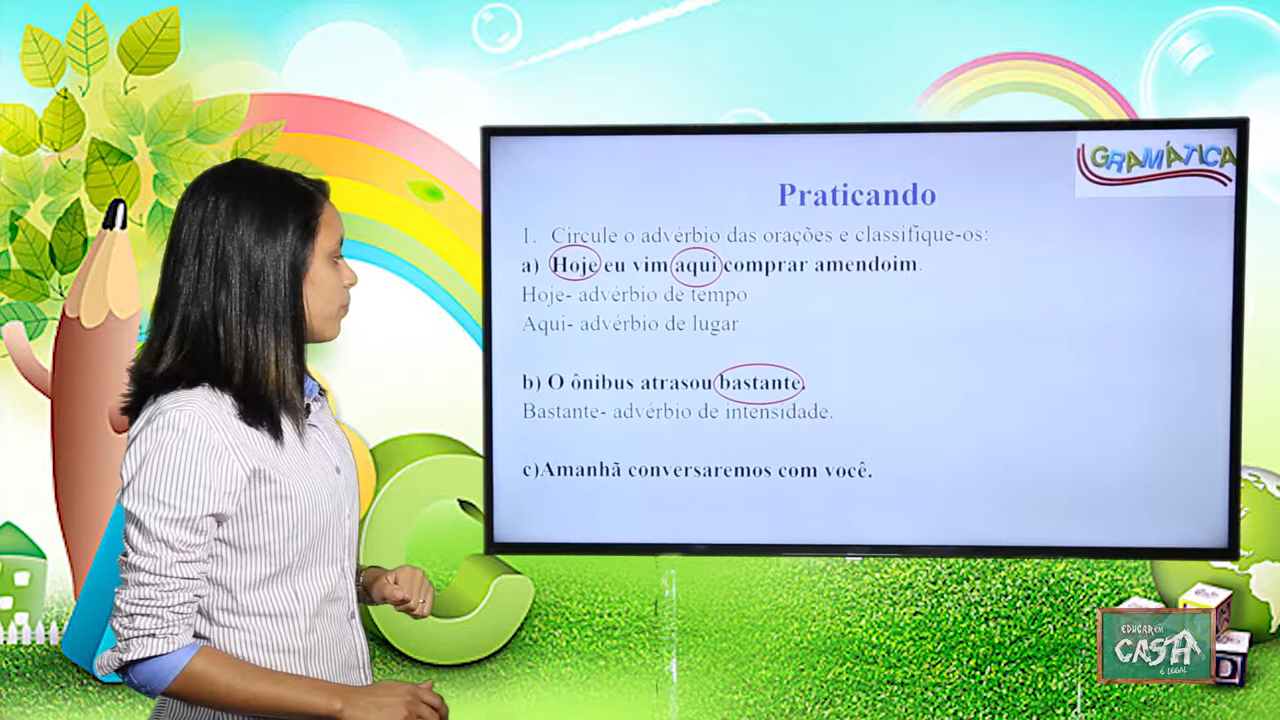 GRAMÁTICA
Praticando
1. Circule o advérbio das orações e classifique-os:
a) Hoje eu vim aqui comprar amendoim.
Hoje- advérbio de tempo
Aqui- advérbio de lugar
b) O ônibus atrasou bastante.
Bastante- advérbio de intensidade.
c)Amanhã conversaremos com você.
EDUCAR EM
CASA
É LEGAL
D